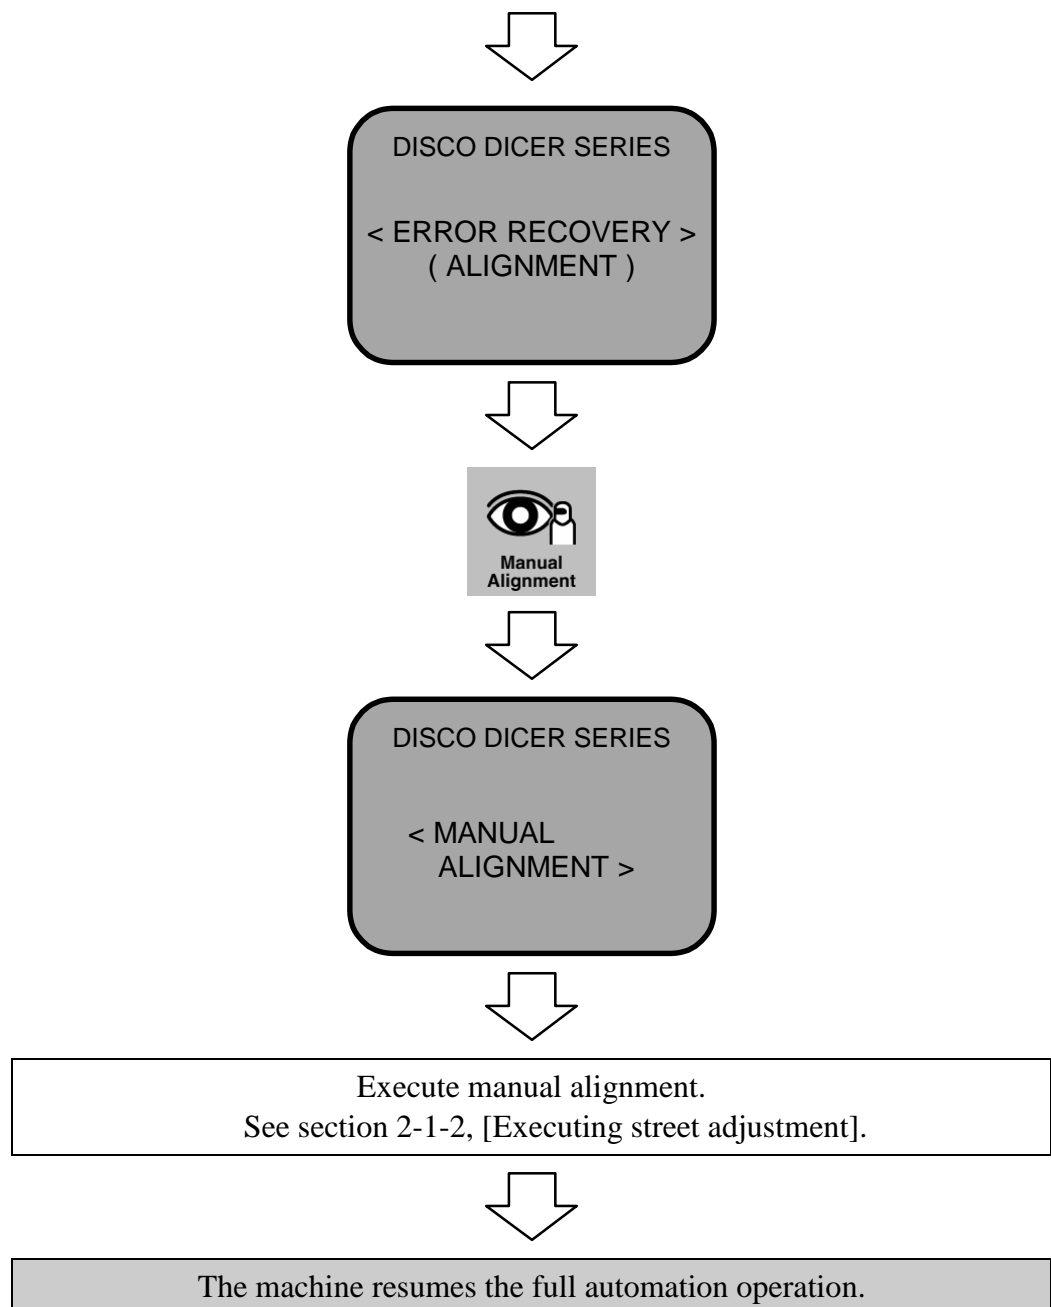 DISCO DICER SERIES
< ERROR RECOVERY >
( ALIGNMENT )
Manual
Alignment
DISCO DICER SERIES
< MANUAL
ALIGNMENT >
Execute manual alignment.
See section 2-1-2, [Executing street adjustment].
The machine resumes the full automation operation.